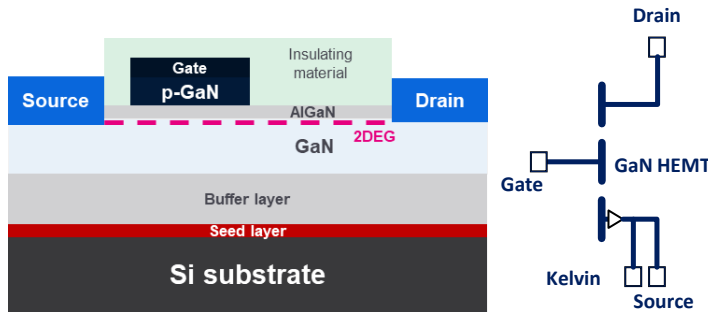 Insulating
material
Gate
p-GaN
Source
Drain
AlGaN
2DEG
GaN
Buffer layer
Seed layer
Si substrate
Drain
GaN HEMT
Gate
Kelvin
Source